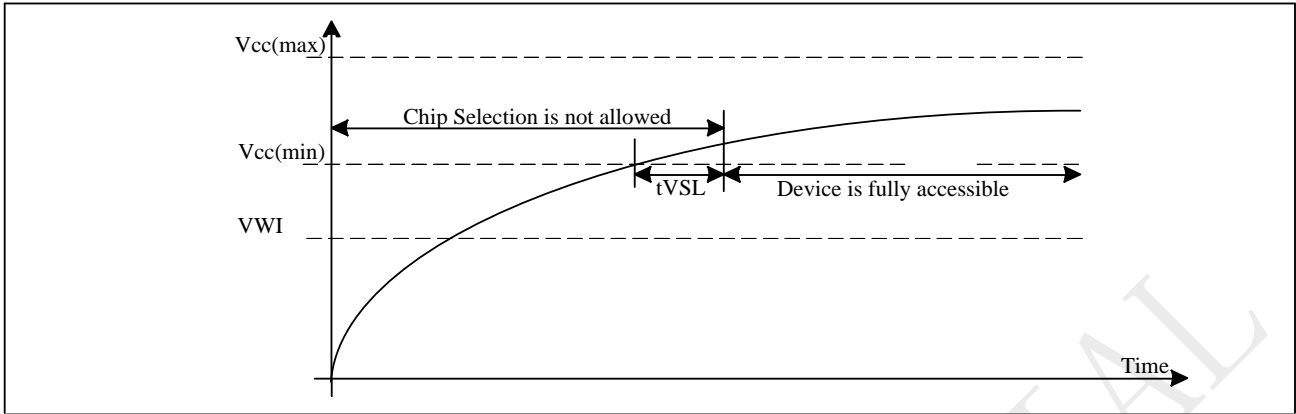 Vcc(max)
Chip Selection is not allowed
Vcc(min)
tVSL
Device is fully accessible
VWI
Time